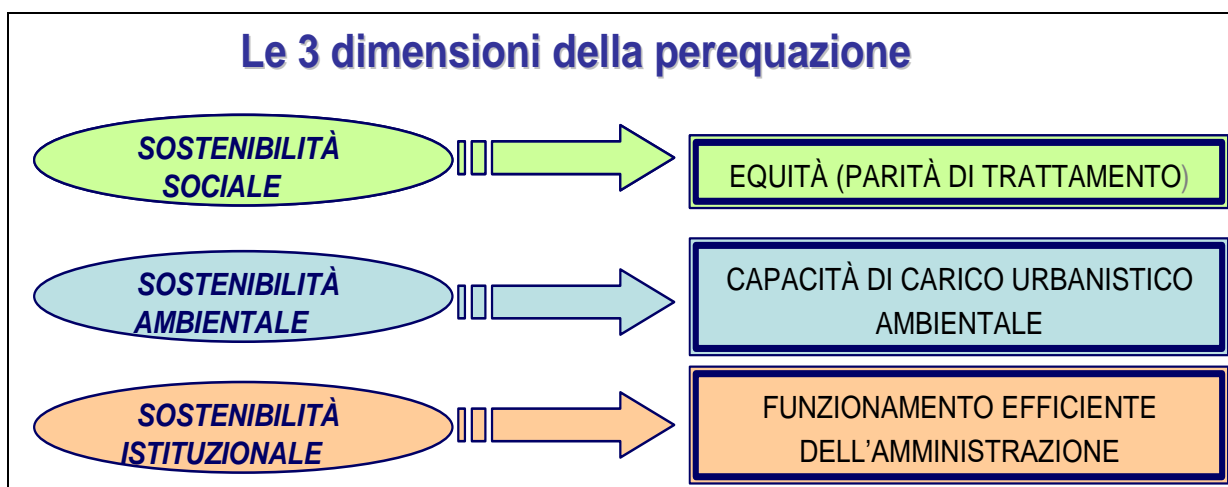 Le 3 dimensioni della perequazione
SOSTENIBILITÀ
SOCIALE
EQUITÀ (PARITÀ DI TRATTAMENTO)
SOSTENIBILITÀ
AMBIENTALE
CAPACITÀ DI CARICO URBANISTICO
AMBIENTALE
SOSTENIBILITÀ
ISTITUZIONALE
FUNZIONAMENTO EFFICIENTE
DELL’AMMINISTRAZIONE